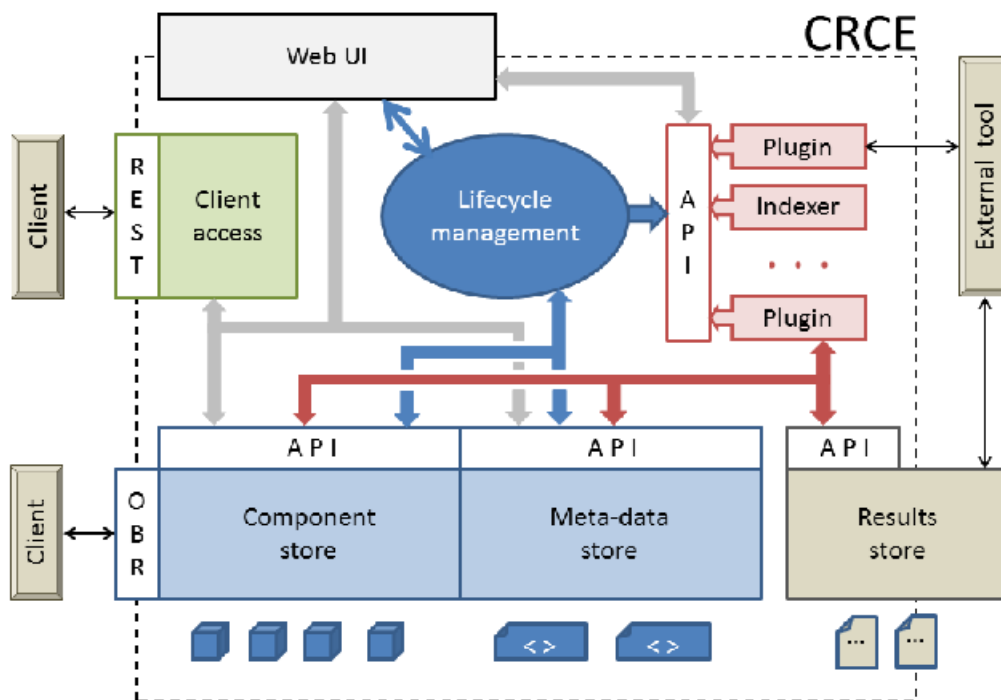 CRCE
Web UI
Client
R
E
S
T
Client
access
Lifecycle
management
A
P
I
Plugin
Indexer
...
Plugin
External tool
Client
O
B
R
A P I
Component
store
A P I
Meta-data
store
A P I
Results
store
< >
< >
...
...